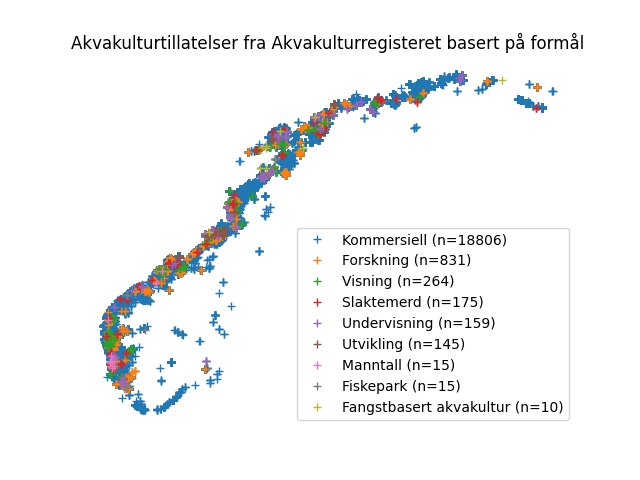 Akvakulturtillatelser fra Akvakulturregisteret basert på formål
Kommersiell (n=18806)
Forskning (n=831)
Visning (n=264)
Slaktemerd (n=175)
Undervisning (n=159)
Utvikling (n=145)
Manntall (n=15)
Fiskepark (n=15)
Fangstbasert akvakultur (n=10)